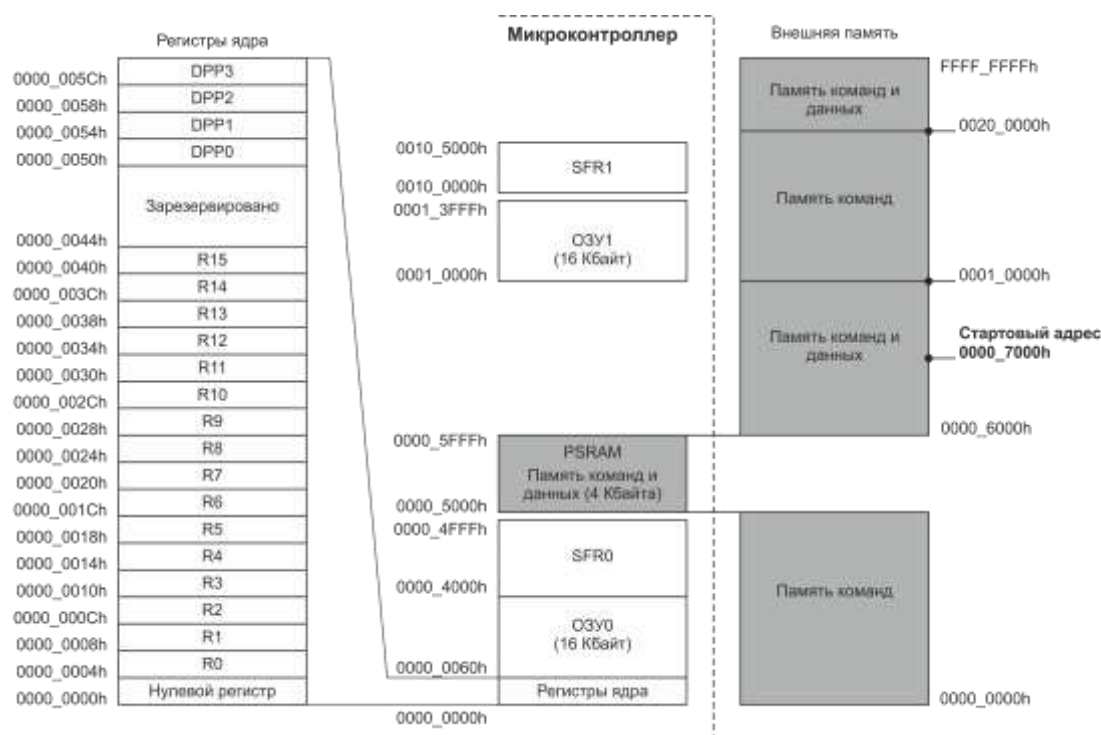 Регистры ядра
0000_005Ch
DPP3
0000_0058h
DPP2
0000_0054h
DPP1
0000_0050h
DPP0
Зарезервировано
0000_0044h
R15
0000_0040h
R14
0000_003Ch
R13
0000_0038h
R12
0000_0034h
R11
0000_0030h
R10
0000_002Ch
R9
0000_0028h
R8
0000_0024h
R7
0000_0020h
R6
0000_001Ch
R5
0000_0018h
R4
0000_0014h
R3
0000_0010h
R2
0000_000Ch
R1
0000_0008h
R0
0000_0004h
Нулевой регистр
0000_0000h
Микроконтроллер
0010_5000h
SFR1
0010_0000h
0001_3FFFh
ОЗУ1
(16 Кбайт)
0001_0000h
0000_5FFFh
PSRAM
Память команд и
данных (4 Кбайта)
0000_5000h
0000_4FFFh
SFR0
0000_4000h
ОЗУ0
(16 Кбайт)
0000_0060h
Регистры ядра
0000_0000h
Внешняя память
FFFF_FFFFh
Память команд и
данных
0020_0000h
Память команд
0001_0000h
Память команд и
данных
Стартовый адрес
0000_7000h
0000_6000h
Память команд
0000_0000h